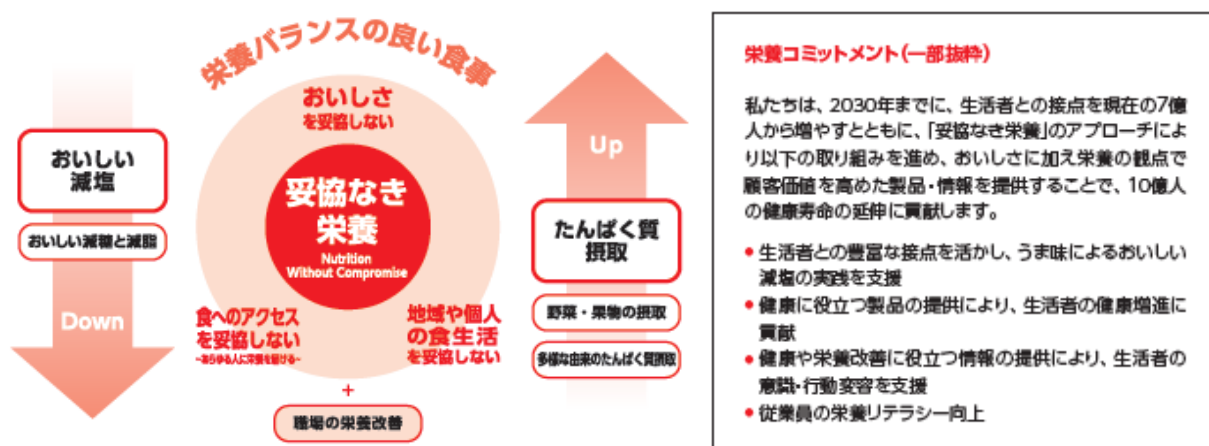 栄養バランスの良い食事
おいしさ
を妥協しない
妥協なき
栄養
Nutrition
Without Compromise
食へのアクセス
を妥協しない
~あらゆる人に栄養を届ける~
地域や個人
の食生活
を妥協しない
+
職場の栄養改善
おいしい
減塩
おいしい減糖と減脂
Down
Up
たんぱく質
摂取
野菜・果物の摂取
多様な由来のたんぱく質摂取
栄養コミットメント(一部抜粋)
私たちは、2030年までに、生活者との接点を現在の7億
人から増やすとともに、「妥協なき栄養」のアプローチによ
り以下の取り組みを進め、おいしさに加え栄養の観点で
顧客価値を高めた製品・情報を提供することで、10億人
の健康寿命の延伸に貢献します。
• 生活者との豊富な接点を活かし、うま味によるおいしい
減塩の実践を支援
• 健康に役立つ製品の提供により、生活者の健康増進に
貢献
• 健康や栄養改善に役立つ情報の提供により、生活者の
意識・行動変容を支援
• 従業員の栄養リテラシー向上